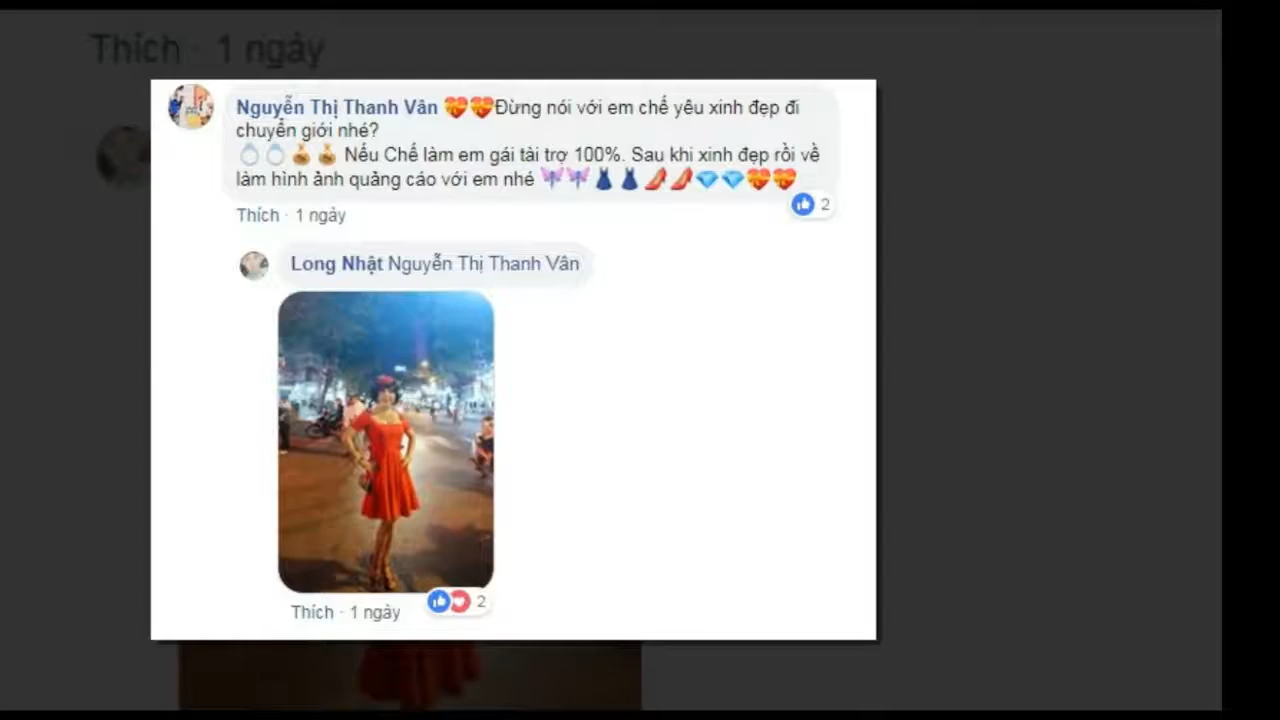 Thích · 1 ngày
Nguyễn Thị Thanh Vân 💝💝Đừng nói với em chế yêu xinh đẹp đi
chuyển giới nhé?
💍💍💰💰 Nếu Chế làm em gái tài trợ 100%. Sau khi xinh đẹp rồi về
làm hình ảnh quảng cáo với em nhé 🦋🦋👗👗👠👠💎💎💝💝
2
Thích · 1 ngày
Long Nhật Nguyễn Thị Thanh Vân
Thích · 1 ngày
2